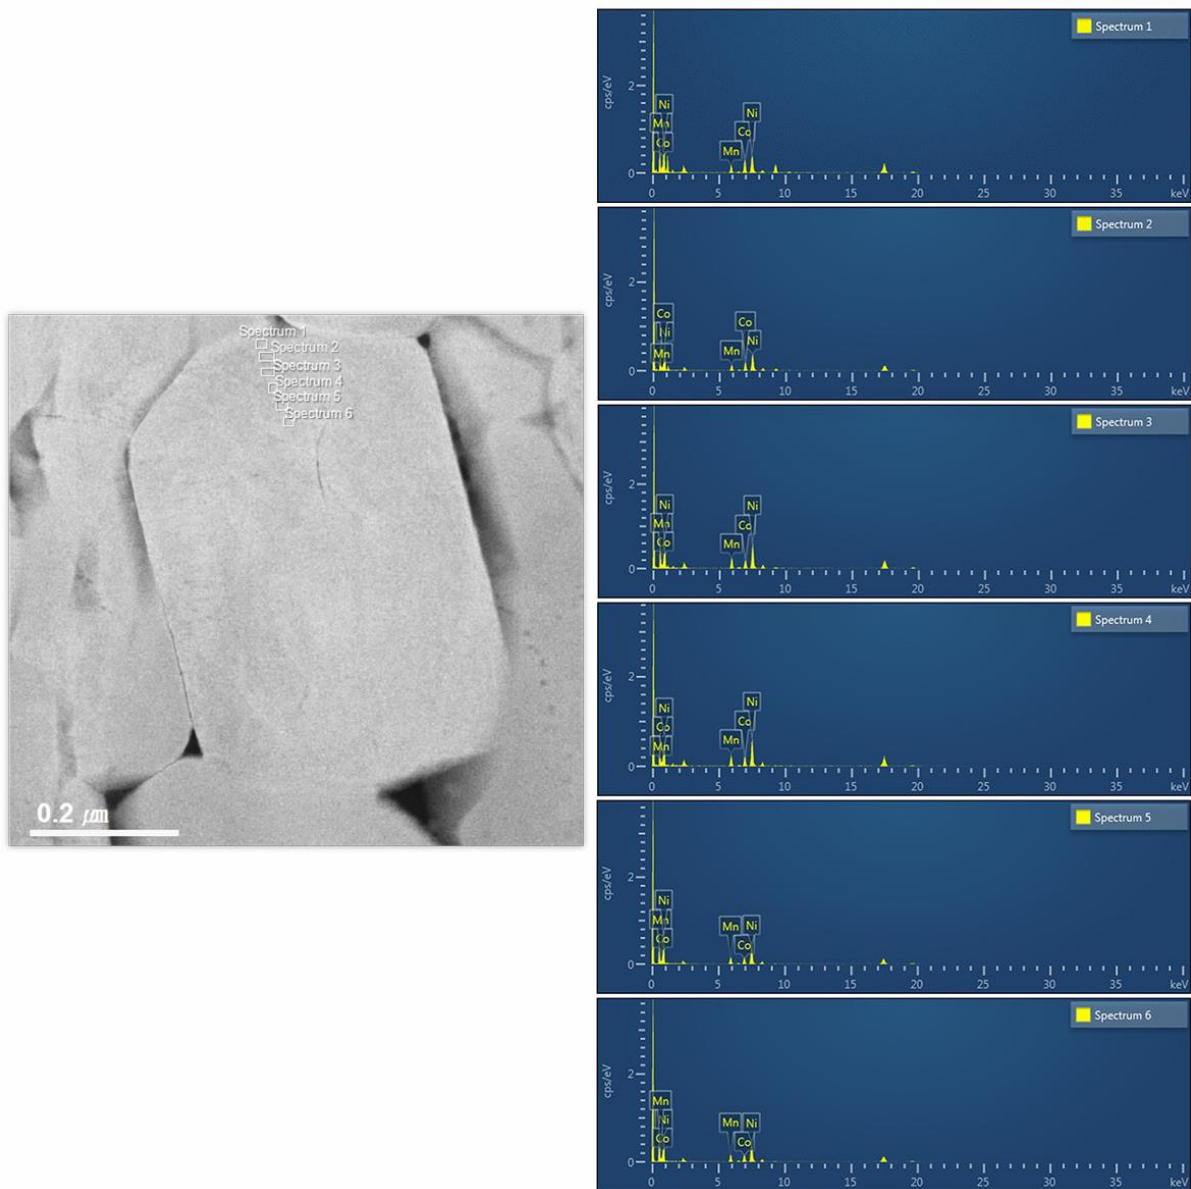 Spectrum 1
Spectrum 2
Spectrum 3
Spectrum 4
Spectrum 5
Spectrum 6
0.2 μm
Spectrum 1
cps/eV
2
0
Ni
Mn
Co
Mn
Co
Ni
0 5 10 15 20 25 30 35 keV
Spectrum 2
cps/eV
2
0
Co
Ni
Mn
Mn
Co
Ni
0 5 10 15 20 25 30 35 keV
Spectrum 3
cps/eV
2
0
Ni
Mn
Co
Mn
Co
Ni
0 5 10 15 20 25 30 35 keV
Spectrum 4
cps/eV
2
0
Ni
Co
Mn
Mn
Co
Ni
0 5 10 15 20 25 30 35 keV
Spectrum 5
cps/eV
2
0
Ni
Mn
Co
Mn
Co
Ni
0 5 10 15 20 25 30 35 keV
Spectrum 6
cps/eV
2
0
Mn
Ni
Co
Mn
Co
Ni
0 5 10 15 20 25 30 35 keV